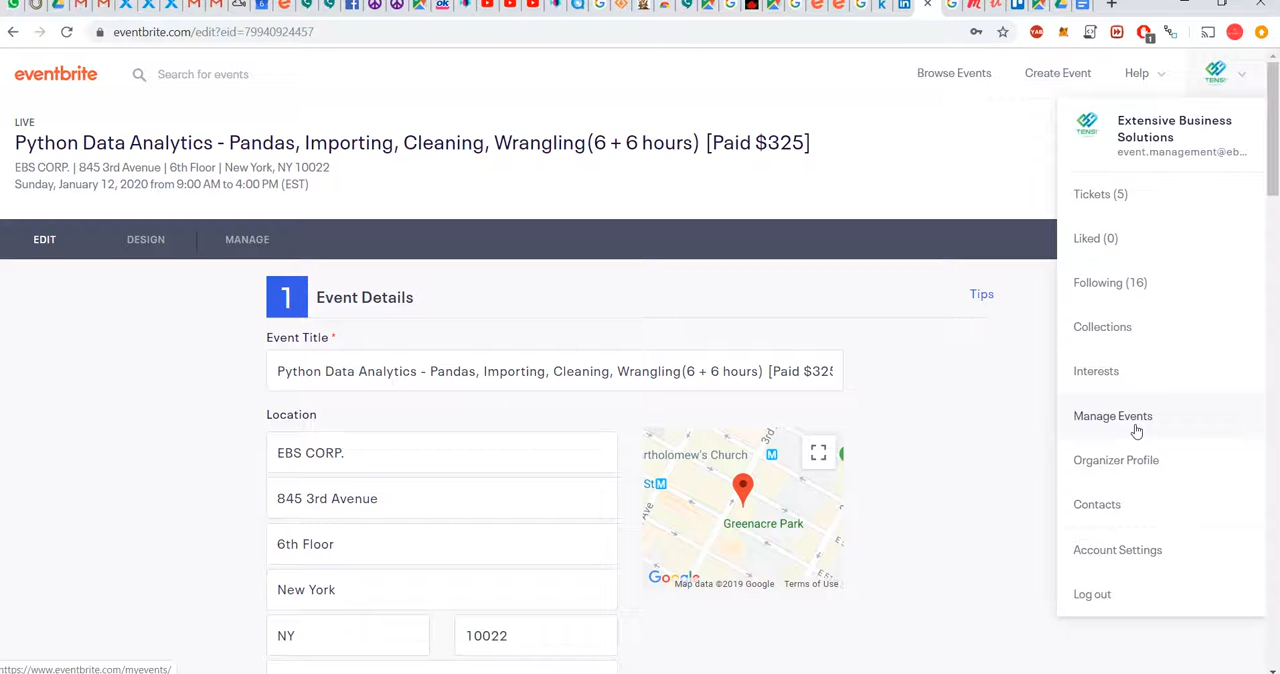 eventbrite.com/edit?eid=79940924457
eventbrite
Search for events
Browse Events
Create Event
Help
LIVE
Python Data Analytics - Pandas, Importing, Cleaning, Wrangling(6 + 6 hours) [Paid $325]
EBS CORP. | 845 3rd Avenue | 6th Floor | New York, NY 10022
Sunday, January 12, 2020 from 9:00 AM to 4:00 PM (EST)
EDIT
DESIGN
MANAGE
1
Event Details
Tips
Event Title *
Python Data Analytics - Pandas, Importing, Cleaning, Wrangling(6 + 6 hours) [Paid $325
Location
EBS CORP.
845 3rd Avenue
6th Floor
New York
NY
10022
rtholomew's Church
3rd
St
M
M
Ave
Greenacre Park
Google
Map data ©2019 Google
Terms of Use
TENSI
TENSI
Extensive Business
Solutions
event.management@eb...
Tickets (5)
Liked (0)
Following (16)
Collections
Interests
Manage Events
Organizer Profile
Contacts
Account Settings
Log out
https://www.eventbrite.com/myevents/